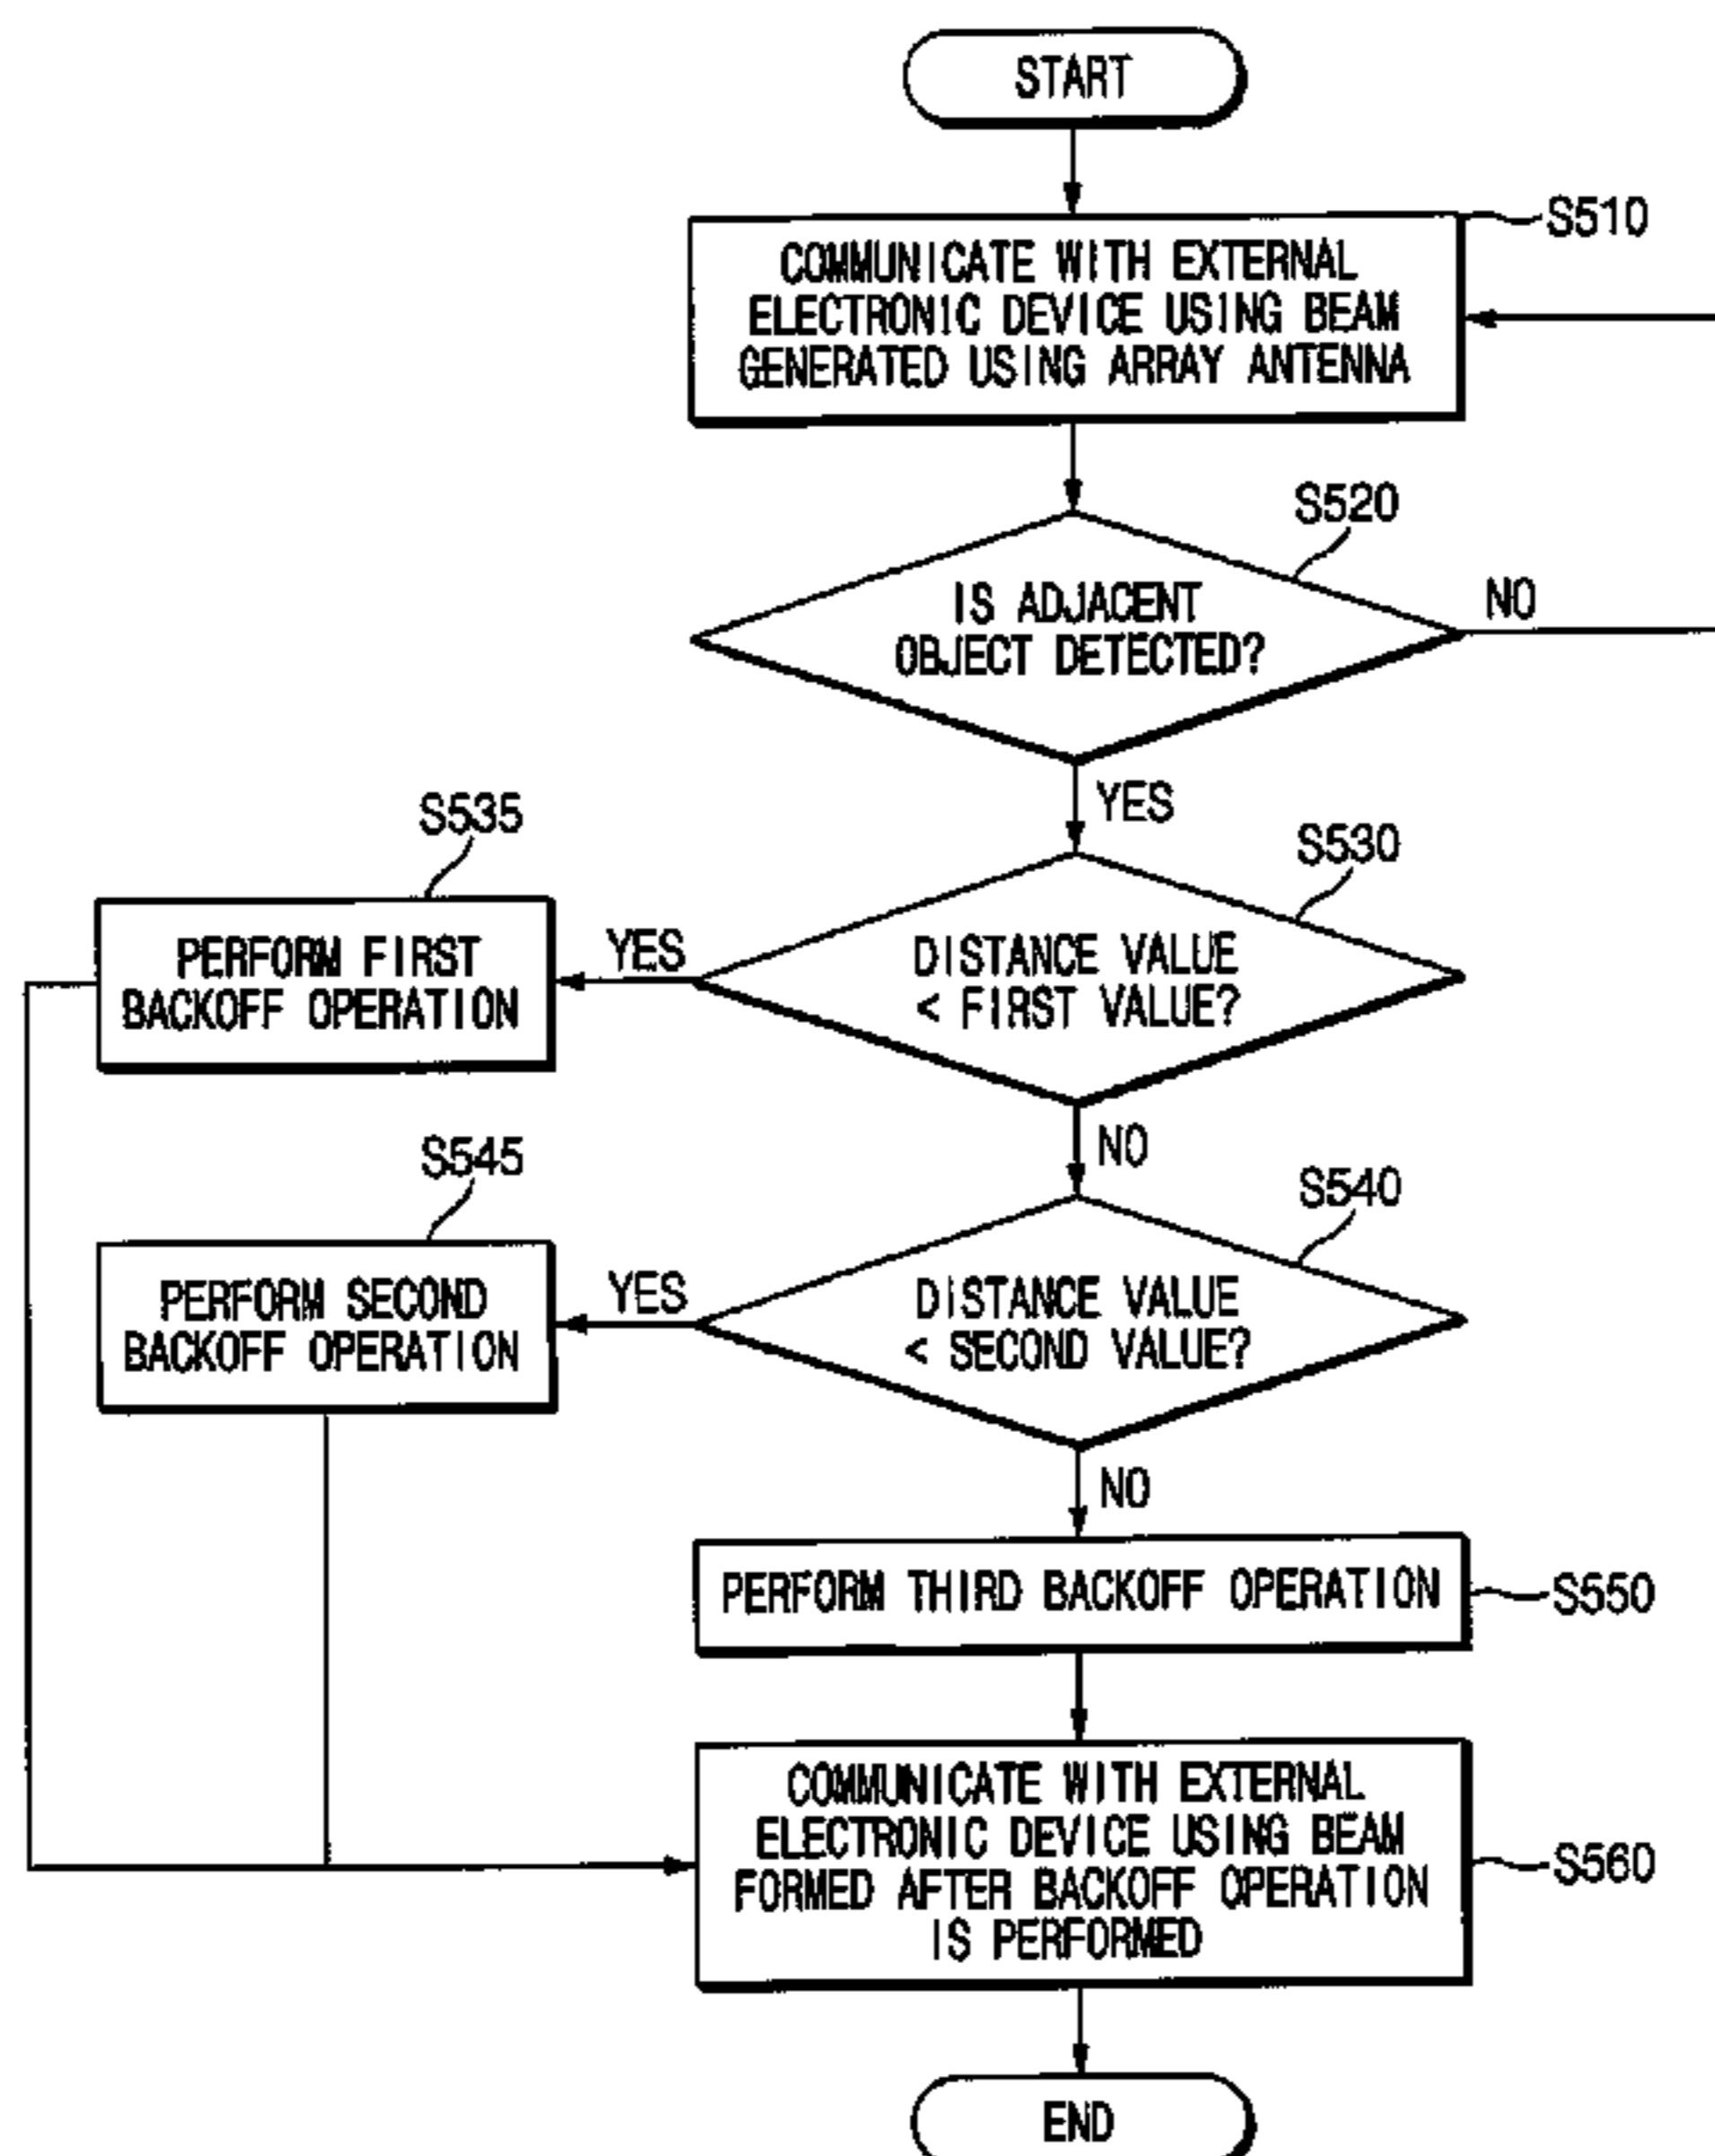 START
S510
COMMUNICATE WITH EXTERNAL
ELECTRONIC DEVICE USING BEAM
GENERATED USING ARRAY ANTENNA
S520
IS ADJACENT
OBJECT DETECTED?
NO
YES
S535
S530
PERFORM FIRST
BACKOFF OPERATION
YES
DISTANCE VALUE
< FIRST VALUE?
NO
S545
S540
PERFORM SECOND
BACKOFF OPERATION
YES
DISTANCE VALUE
< SECOND VALUE?
NO
PERFORM THIRD BACKOFF OPERATION
S550
COMMUNICATE WITH EXTERNAL
ELECTRONIC DEVICE USING BEAM
FORMED AFTER BACKOFF OPERATION
IS PERFORMED
S560
END